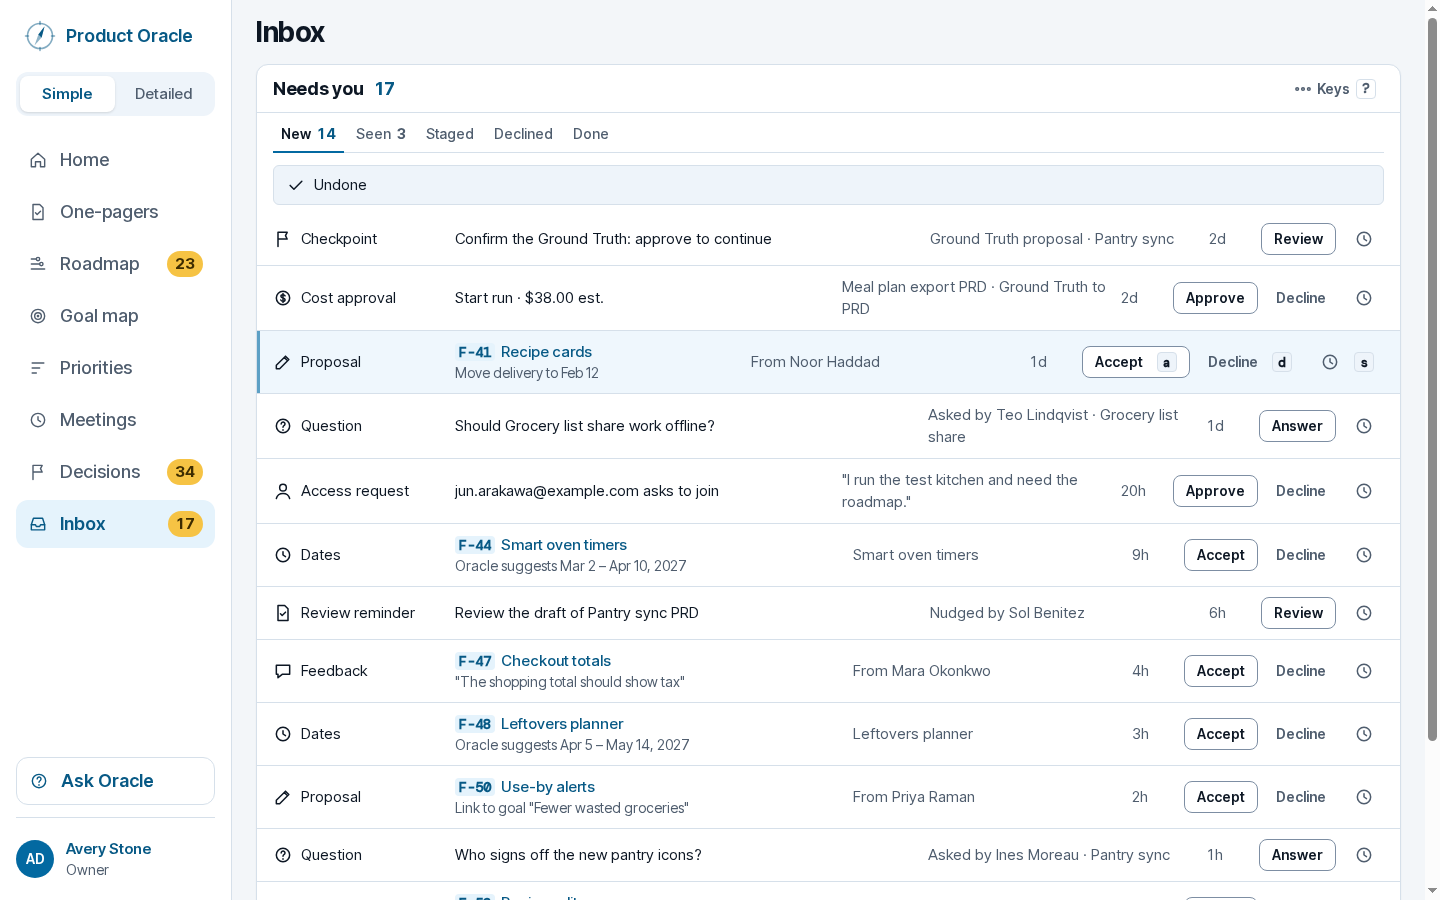 Product Oracle
Simple
Detailed
Home
One-pagers
Roadmap 23
Goal map
Priorities
Meetings
Decisions 34
Inbox 17
Ask Oracle
AD
Avery Stone
Owner
Inbox
Needs you 17
Keys ?
New 14
Seen 3
Staged
Declined
Done
Undone
Checkpoint
Confirm the Ground Truth: approve to continue
Ground Truth proposal · Pantry sync
2d
Review
Cost approval
Start run · $38.00 est.
Meal plan export PRD · Ground Truth to
PRD
2d
Approve
Decline
Proposal
F-41 Recipe cards
Move delivery to Feb 12
From Noor Haddad
1d
Accept a
Decline d
s
Question
Should Grocery list share work offline?
Asked by Teo Lindqvist · Grocery list
share
1d
Answer
Access request
jun.arakawa@example.com asks to join
"I run the test kitchen and need the
roadmap."
20h
Approve
Decline
Dates
F-44 Smart oven timers
Oracle suggests Mar 2 – Apr 10, 2027
Smart oven timers
9h
Accept
Decline
Review reminder
Review the draft of Pantry sync PRD
Nudged by Sol Benitez
6h
Review
Feedback
F-47 Checkout totals
"The shopping total should show tax"
From Mara Okonkwo
4h
Accept
Decline
Dates
F-48 Leftovers planner
Oracle suggests Apr 5 – May 14, 2027
Leftovers planner
3h
Accept
Decline
Proposal
F-50 Use-by alerts
Link to goal "Fewer wasted groceries"
From Priya Raman
2h
Accept
Decline
Question
Who signs off the new pantry icons?
Asked by Ines Moreau · Pantry sync
1h
Answer